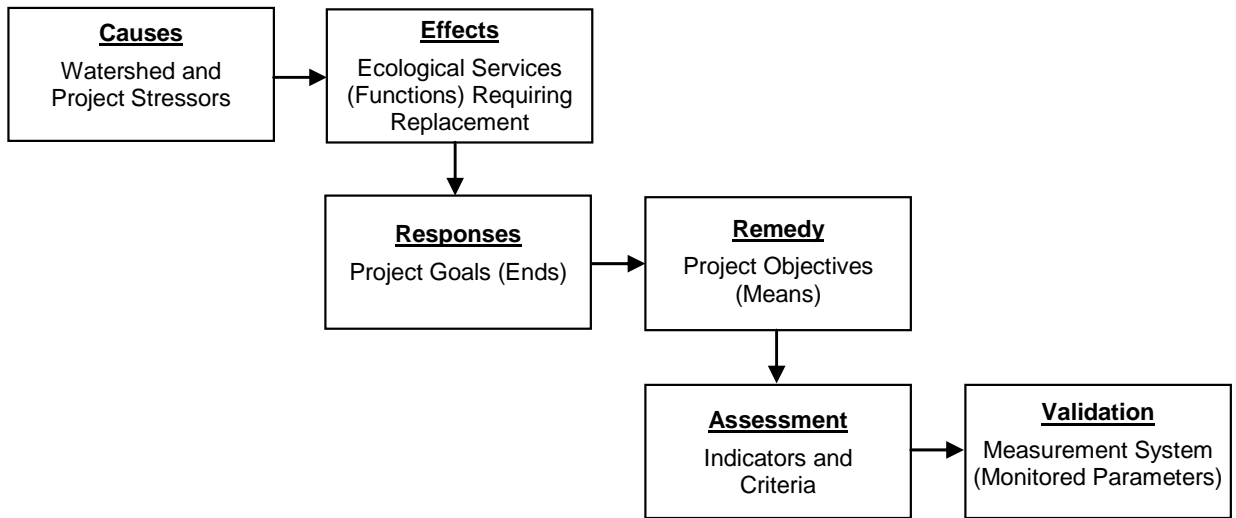 Causes
Watershed and
Project Stressors
Effects
Ecological Services
(Functions) Requiring
Replacement
Responses
Project Goals (Ends)
Remedy
Project Objectives
(Means)
Assessment
Indicators and
Criteria
Validation
Measurement System
(Monitored Parameters)